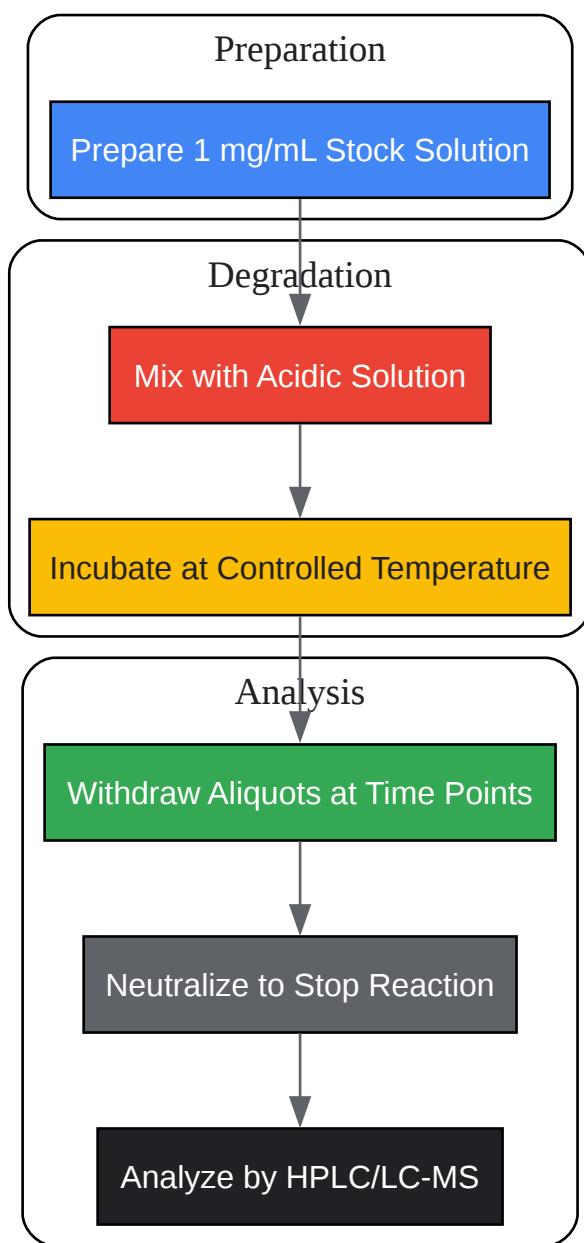 Preparation
Prepare 1 mg/mL Stock Solution
Degradation
Mix with Acidic Solution
Incubate at Controlled Temperature
Analysis
Withdraw Aliquots at Time Points
Neutralize to Stop Reaction
Analyze by HPLC/LC-MS